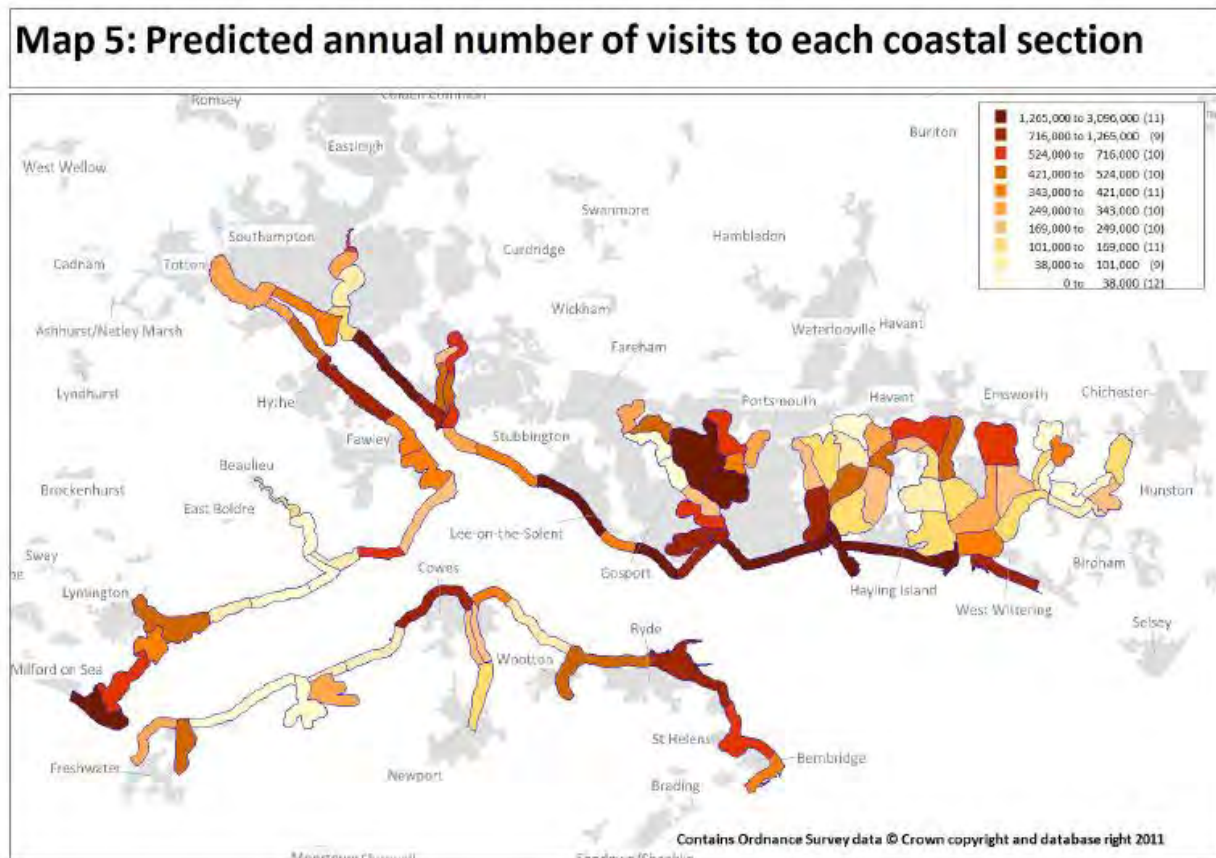 Map 5: Predicted annual number of visits to each coastal section
Romsey
Colden Common
Buriton
Eastleigh
West Wellow
1,265,000 to 3,096,000 (11)
716,000 to 1,265,000 (9)
524,000 to 716,000 (10)
421,000 to 524,000 (10)
343,000 to 421,000 (11)
249,000 to 343,000 (10)
169,000 to 249,000 (10)
101,000 to 169,000 (11)
38,000 to 101,000 (9)
0 to 38,000 (12)
Swanmore
Southampton
Hambledon
Curdridge
Cadnam
Totton
Wickham
Ashhurst/Netley Marsh
Waterlooville
Havant
Fareham
Lyndhurst
Hythe
Portsmouth
Havant
Emsworth
Chichester
Fawley
Stubbington
Beaulieu
Brockenhurst
Hunston
East Boldre
Lee-on-the-Solent
Sway
Cowes
Gosport
Birdham
Lymington
Hayling Island
West Wittering
Ryde
Selsey
Wootton
Milford on Sea
St Helens
Bembridge
Freshwater
Newport
Brading
Contains Ordnance Survey data © Crown copyright and database right 2011